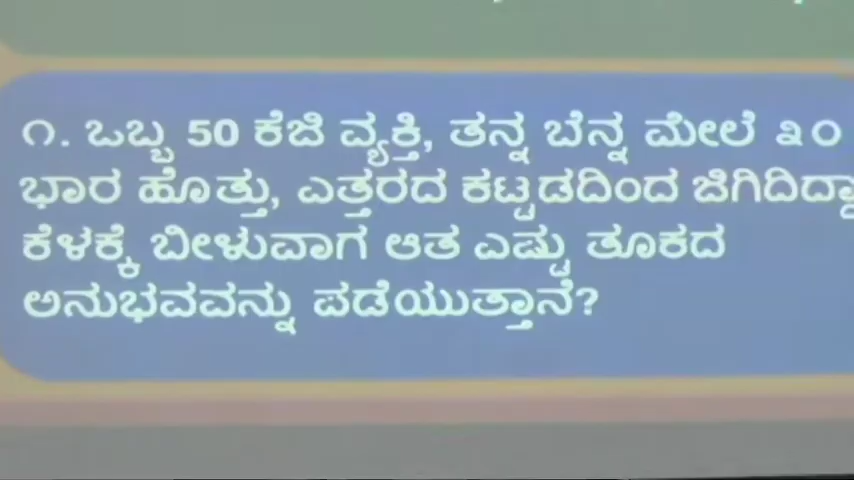 ೧. ಒಬ್ಬ 50 ಕೆಜಿ ವ್ಯಕ್ತಿ, ತನ್ನ ಬೆನ್ನ ಮೇಲೆ ೩೦
ಭಾರ ಹೊತ್ತು, ಎತ್ತರದ ಕಟ್ಟಡದಿಂದ ಜಿಗಿದಿದ್ದಾ
ಕೆಳಕ್ಕೆ ಬೀಳುವಾಗ ಆತ ಎಷ್ಟು ತೂಕದ
ಅನುಭವವನ್ನು ಪಡೆಯುತ್ತಾನೆ?